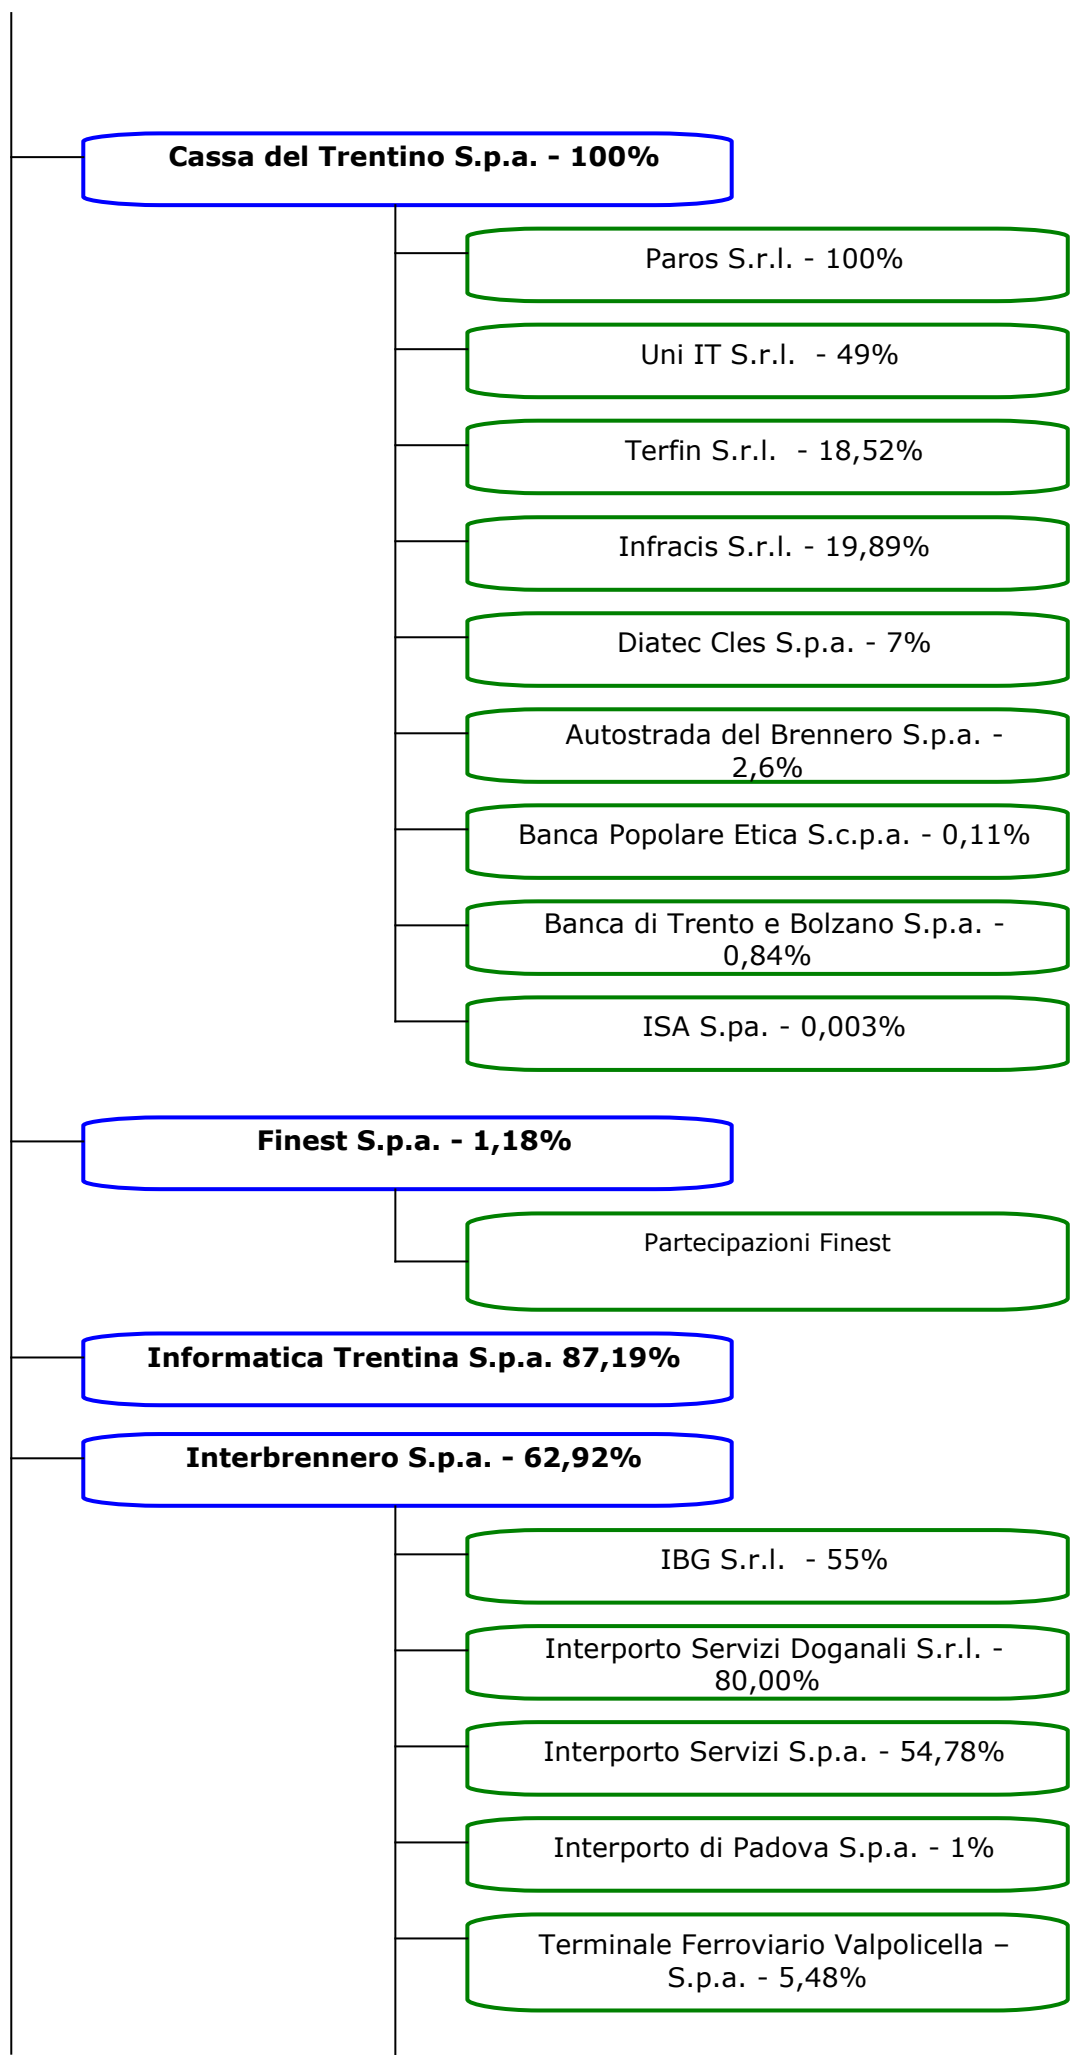 Cassa del Trentino S.p.a. - 100%
Paros S.r.l. - 100%
Uni IT S.r.l.  - 49%
Terfin S.r.l.  - 18,52%
Infracis S.r.l. - 19,89%
Diatec Cles S.p.a. - 7%
Autostrada del Brennero S.p.a. -
2,6%
Banca Popolare Etica S.c.p.a. - 0,11%
Banca di Trento e Bolzano S.p.a. -
0,84%
ISA S.pa. - 0,003%
Finest S.p.a. - 1,18%
Partecipazioni Finest
Informatica Trentina S.p.a. 87,19%
Interbrennero S.p.a. - 62,92%
IBG S.r.l.  - 55%
Interporto Servizi Doganali S.r.l. -
80,00%
Interporto Servizi S.p.a. - 54,78%
Interporto di Padova S.p.a. - 1%
Terminale Ferroviario Valpolicella –
S.p.a. - 5,48%